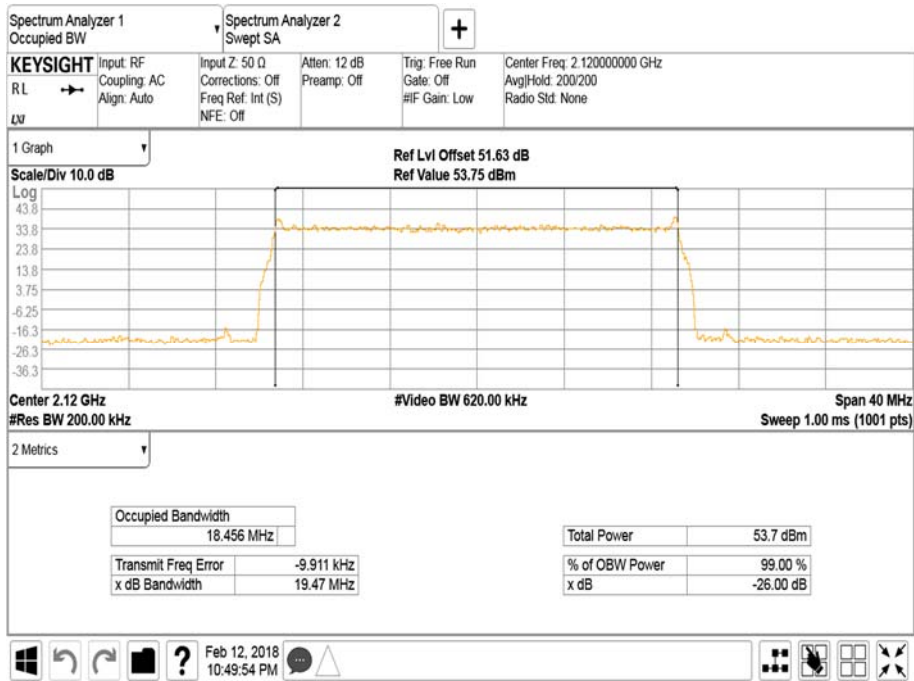 Spectrum Analyzer 1
Occupied BW
Spectrum Analyzer 2
Swept SA
+
KEYSIGHT
RL
LXI
Input: RF
Coupling: AC
Align: Auto
Input Z: 50 Ω
Corrections: Off
Freq Ref: Int (S)
NFE: Off
Atten: 12 dB
Preamp: Off
Trig: Free Run
Gate: Off
#IF Gain: Low
Center Freq: 2.120000000 GHz
Avg|Hold: 200/200
Radio Std: None
1 Graph
Scale/Div 10.0 dB
Ref Lvl Offset 51.63 dB
Ref Value 53.75 dBm
Log
43.8
33.8
23.8
13.8
3.75
-6.25
-16.3
-26.3
-36.3
Center 2.12 GHz
#Video BW 620.00 kHz
Span 40 MHz
#Res BW 200.00 kHz
Sweep 1.00 ms (1001 pts)
2 Metrics
Occupied Bandwidth
18.456 MHz
Total Power 53.7 dBm
Transmit Freq Error -9.911 kHz
% of OBW Power 99.00 %
x dB Bandwidth 19.47 MHz
x dB -26.00 dB
?
Feb 12, 2018
10:49:54 PM